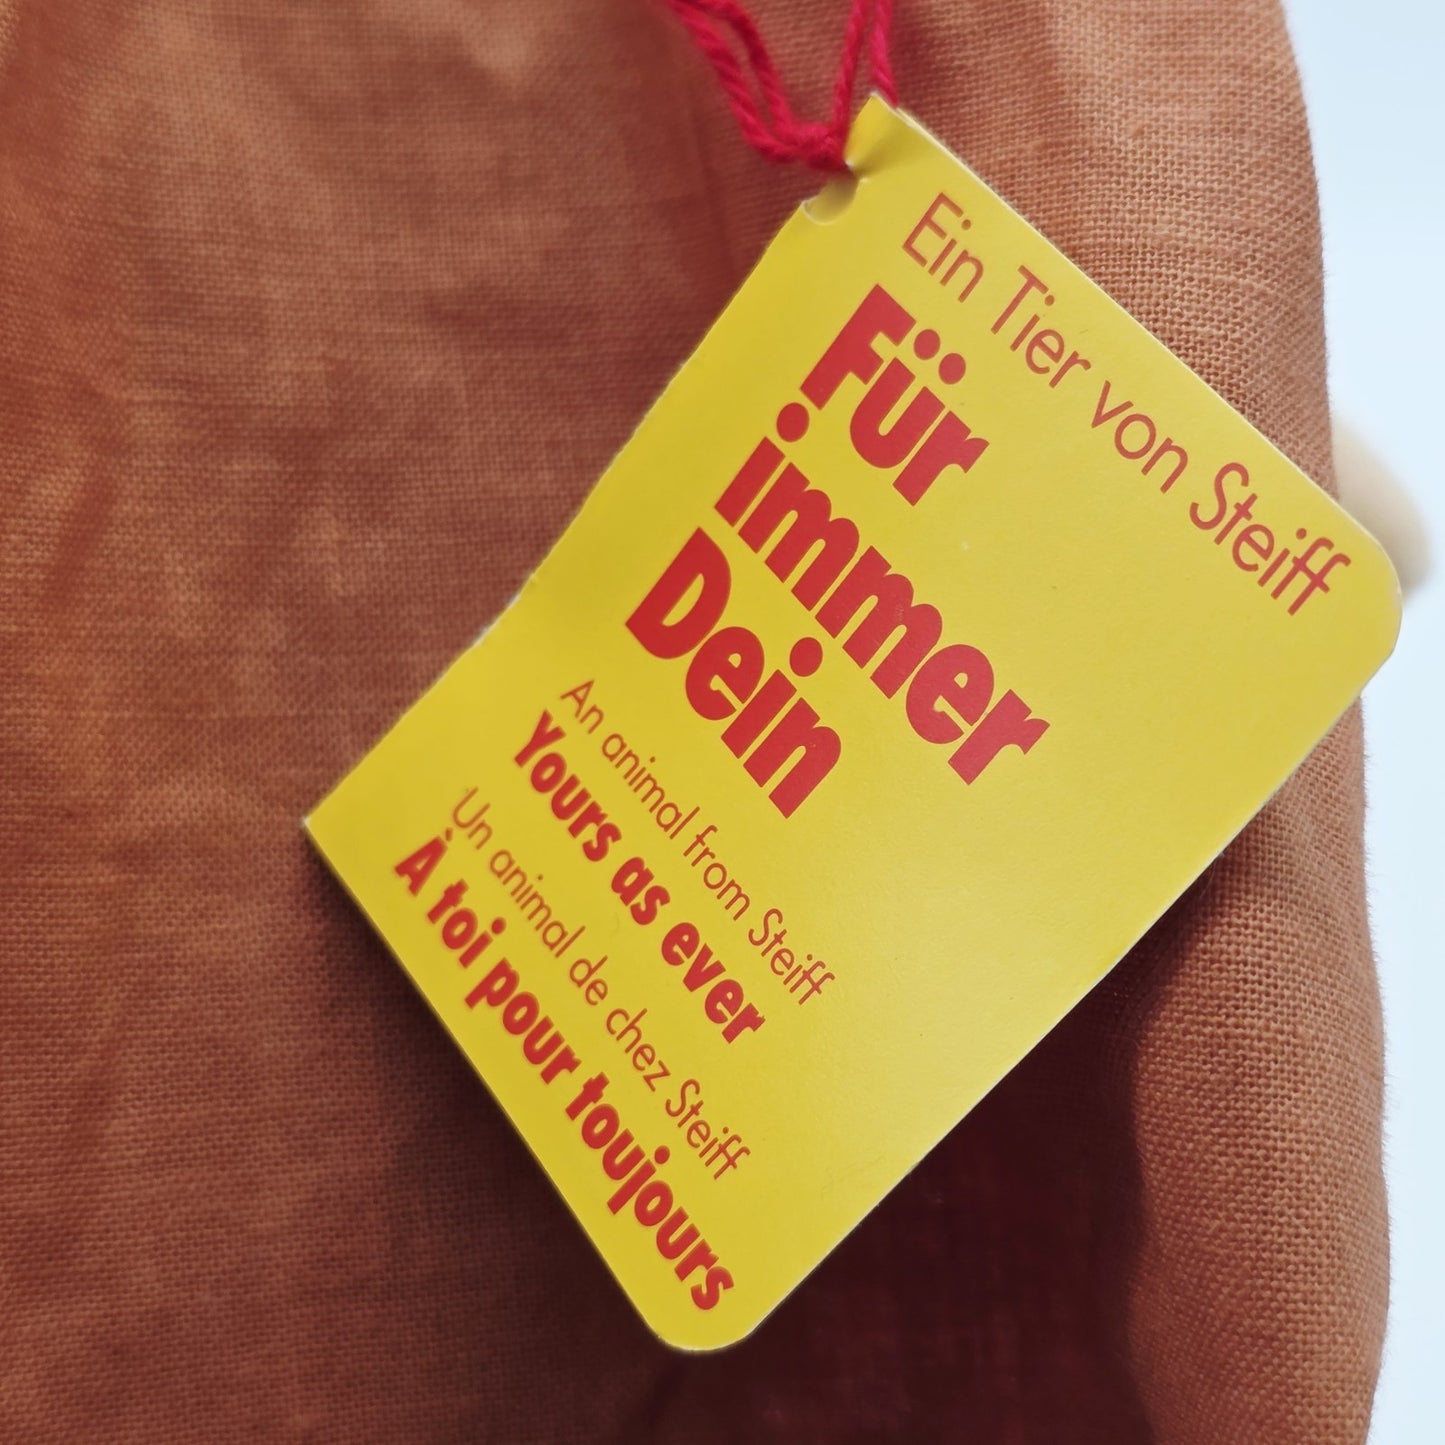 Ein Tier von Steiff
Für
immer
Dein
An animal from Steiff
Yours as ever
Un animal de chez Steiff
À toi pour toujours